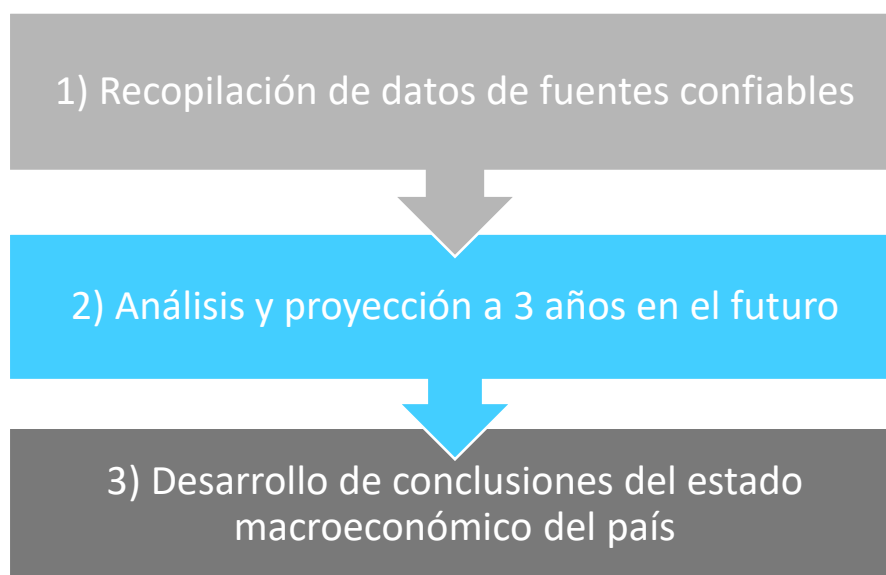 1) Recopilación de datos de fuentes confiables
2) Análisis y proyección a 3 años en el futuro
3) Desarrollo de conclusiones del estado
macroeconómico del país